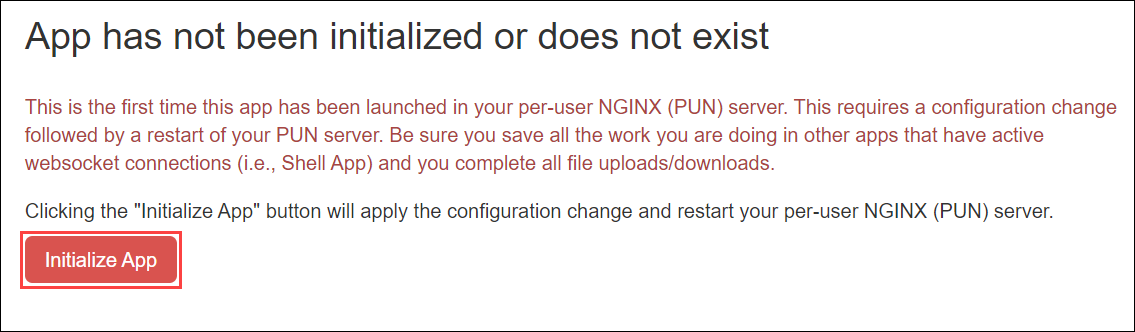 App has not been initialized or does not exist
This is the first time this app has been launched in your per-user NGINX (PUN) server. This requires a configuration change
followed by a restart of your PUN server. Be sure you save all the work you are doing in other apps that have active
websocket connections (i.e., Shell App) and you complete all file uploads/downloads.
Clicking the "Initialize App" button will apply the configuration change and restart your per-user NGINX (PUN) server.
Initialize App